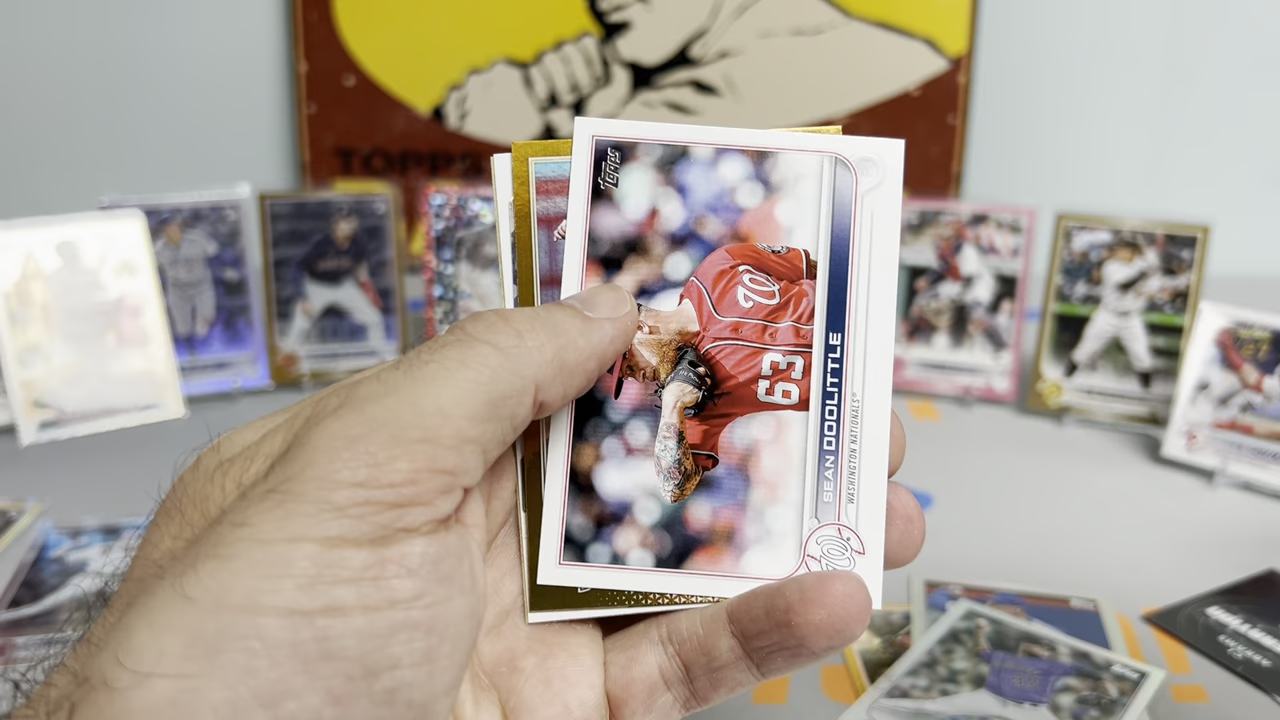 TOPPS
TOPPS
W
63
SEAN DOOLITTLE
WASHINGTON NATIONALS®
W